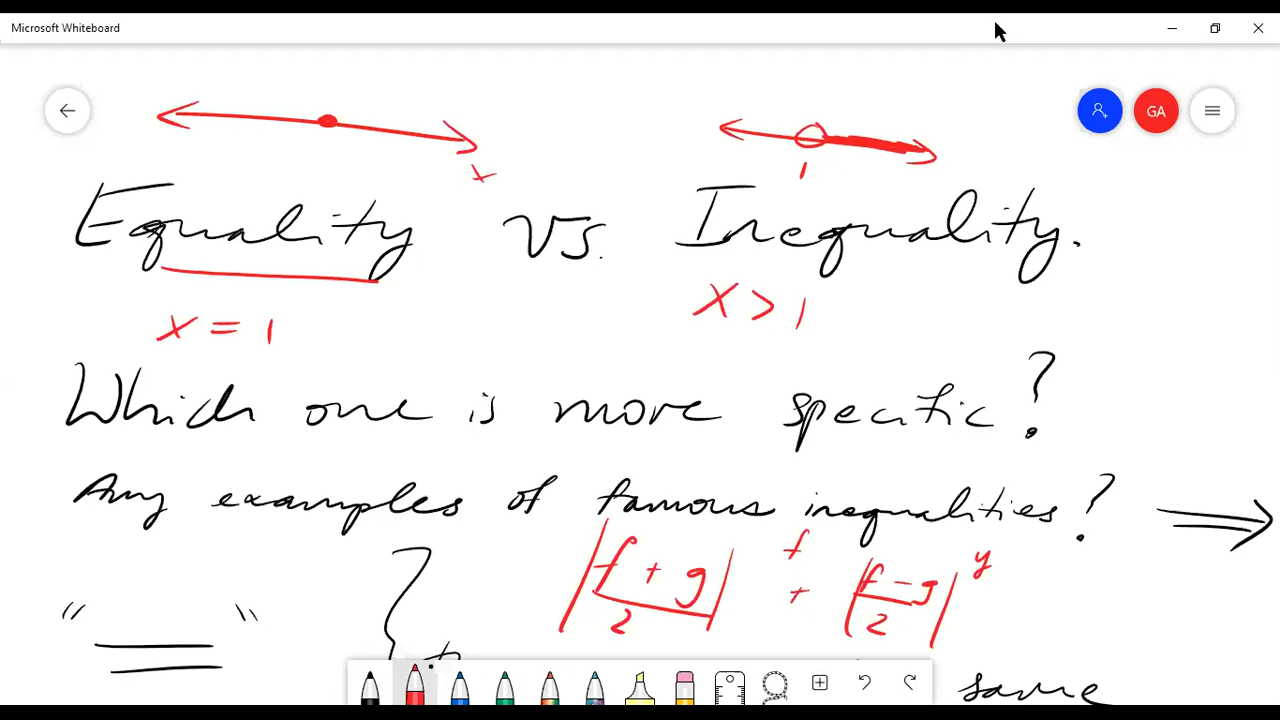 Microsoft Whiteboard
GA
x
1
Equality vs. Inequality.
x = 1
x > 1
Which one is more specific?
Any examples of famous inequalities? ⟹
f
|f + g / 2| + |f - g / 2| y
" = "
same